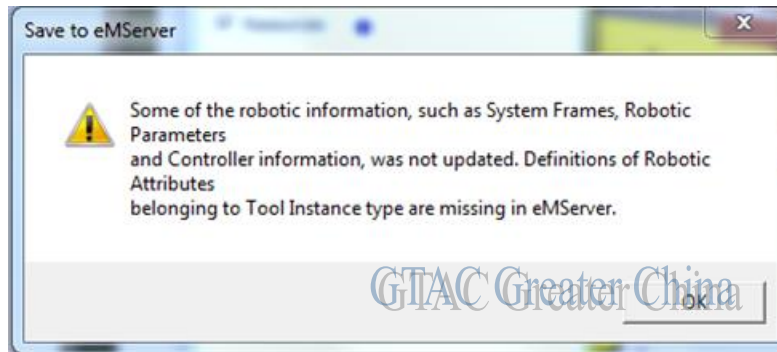 Save to eMServer
Some of the robotic information, such as System Frames, Robotic
Parameters
and Controller information, was not updated. Definitions of Robotic
Attributes
belonging to Tool Instance type are missing in eMServer.
GTAC Greater China
OK